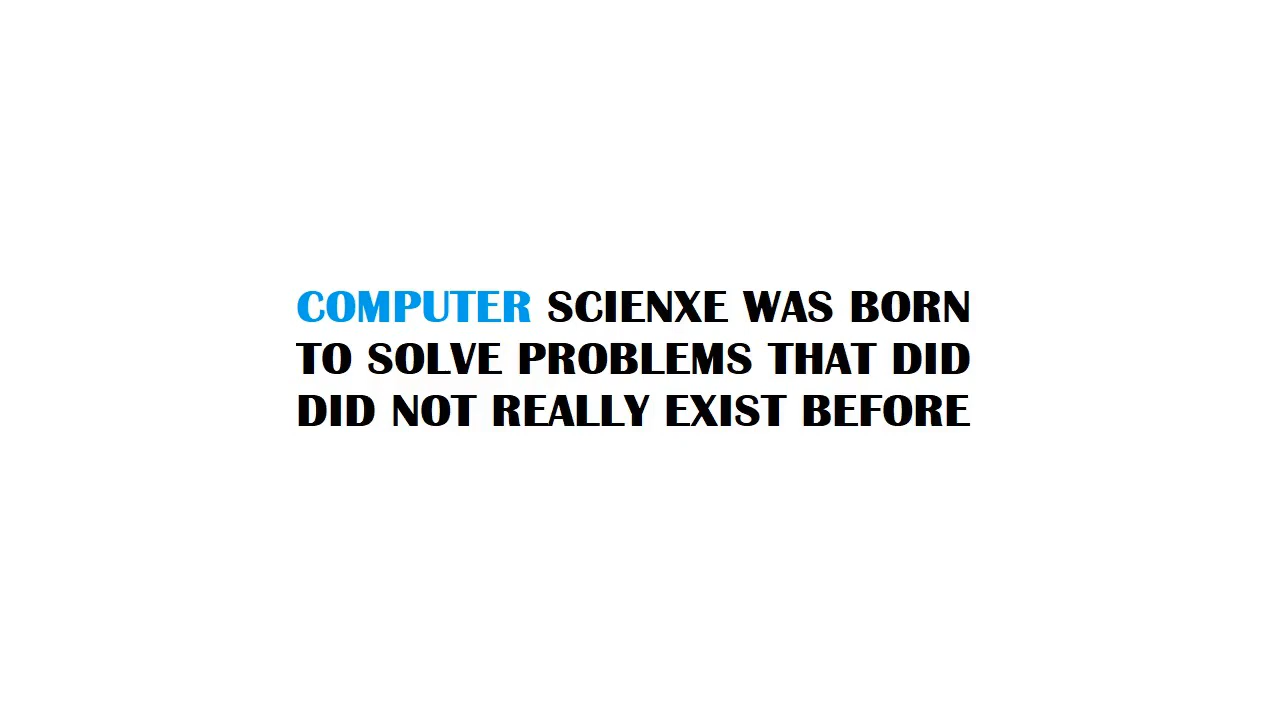 COMPUTER SCIENXE WAS BORN
TO SOLVE PROBLEMS THAT DID
DID NOT REALLY EXIST BEFORE